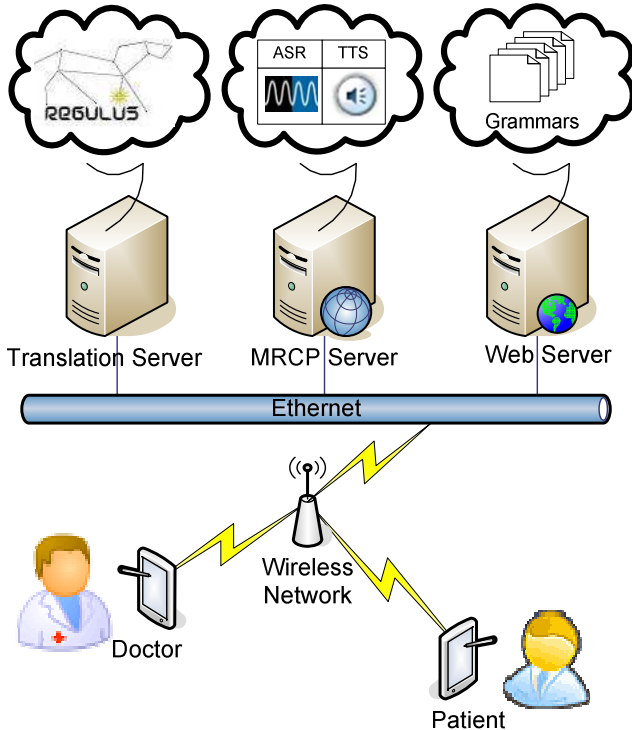 REGULUS
ASR TTS
Grammars
Translation Server
MRCP Server
Web Server
Ethernet
Wireless
Network
Doctor
Patient